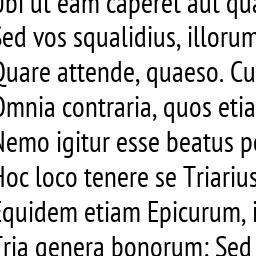 Ubi ut eam caperet aut qua
Sed vos squalidius, illorum
Quare attende, quaeso. Cu
Omnia contraria, quos etia
Nemo igitur esse beatus p
Hoc loco tenere se Triarius
Equidem etiam Epicurum, i
Tria genera bonorum; Sed